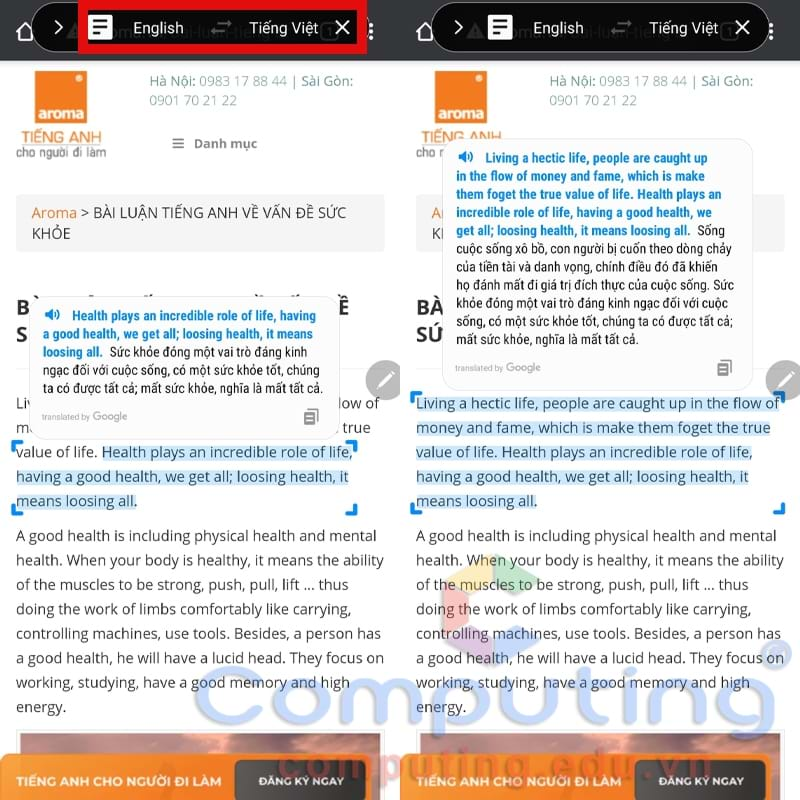 English
Tiếng Việt
Hà Nội: 0983 17 88 44 | Sài Gòn:
0901 70 21 22
aroma
TIẾNG ANH
cho người đi làm
Danh mục
Aroma > BÀI LUẬN TIẾNG ANH VỀ VẤN ĐỀ SỨC
KHỎE
Health plays an incredible role of life, having
a good health, we get all; loosing health, it means
loosing all. Sức khỏe đóng một vai trò đáng kinh
ngạc đối với cuộc sống, có một sức khỏe tốt, chúng
ta có được tất cả; mất sức khỏe, nghĩa là mất tất cả.
translated by Google
low of
true
value of life. Health plays an incredible role of life,
having a good health, we get all; loosing health, it
means loosing all.
A good health is including physical health and mental
health. When your body is healthy, it means the ability
of the muscles to be strong, push, pull, lift ... thus
doing the work of limbs comfortably like carrying,
controlling machines, use tools. Besides, a person has
a good health, he will have a lucid head. They focus on
working, studying, have a good memory and high
energy.
TIẾNG ANH CHO NGƯỜI ĐI LÀM
ĐĂNG KÝ NGAY
English
Tiếng Việt
Hà Nội: 0983 17 88 44 | Sài Gòn:
0901 70 21 22
aroma
TIẾNG ANH
cho
Living a hectic life, people are caught up
in the flow of money and fame, which is make
them foget the true value of life. Health plays an
incredible role of life, having a good health, we
get all; loosing health, it means loosing all. Sống
cuộc sống xô bồ, con người bị cuốn theo dòng chảy
của tiền tài và danh vọng, chính điều đó đã khiến
họ đánh mất đi giá trị đích thực của cuộc sống. Sức
khỏe đóng một vai trò đáng kinh ngạc đối với cuộc
sống, có một sức khỏe tốt, chúng ta có được tất cả;
mất sức khỏe, nghĩa là mất tất cả.
translated by Google
BÀ
SỨ
Living a hectic life, people are caught up in the flow of
money and fame, which is make them foget the true
value of life. Health plays an incredible role of life,
having a good health, we get all; loosing health, it
means loosing all.
A good health is including physical health and mental
health. When your body is healthy, it means the ability
of the muscles to be strong, push, pull, lift ... thus
doing the work of limbs comfortably like carrying,
controlling machines, use tools. Besides, a person has
a good health, he will have a lucid head. They focus on
working, studying, have a good memory and high
energy.
TIẾNG ANH CHO NGƯỜI ĐI LÀM
ĐĂNG KÝ NGAY
Computing©
computing.edu.vn